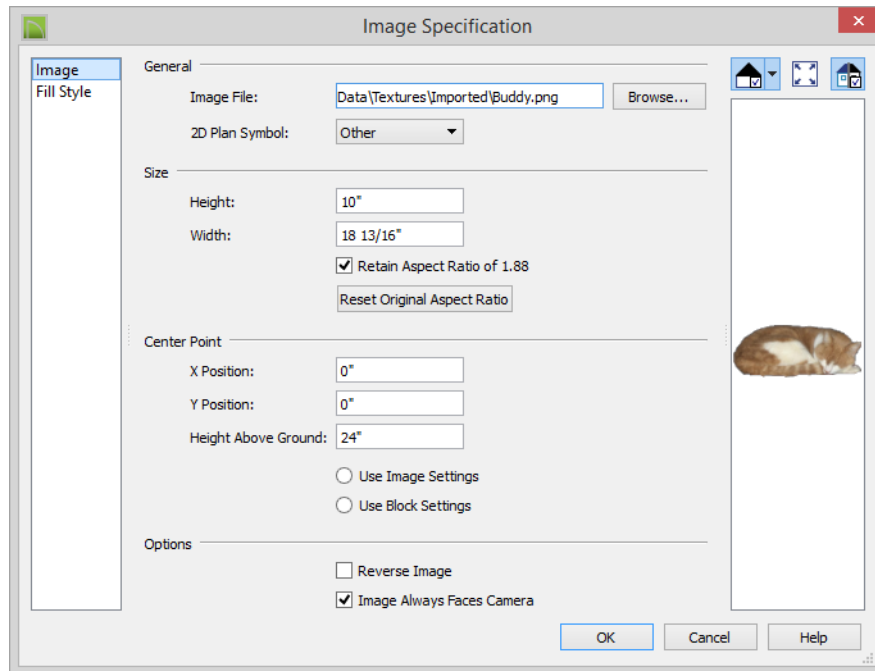 Image Specification
Image
Fill Style
General
Image File: Data\Textures\Imported\Buddy.png Browse...
2D Plan Symbol: Other
Size
Height: 10"
Width: 18 13/16"
Retain Aspect Ratio of 1.88
Reset Original Aspect Ratio
Center Point
X Position: 0"
Y Position: 0"
Height Above Ground: 24"
Use Image Settings
Use Block Settings
Options
Reverse Image
Image Always Faces Camera
OK Cancel Help